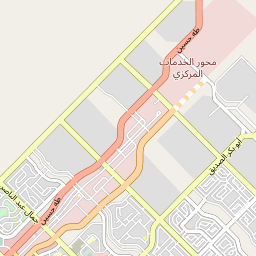 طه حسين
محور الخدمات
المركزي
أبو بكر الصديق
جمال عبد الناصر
طه حسين